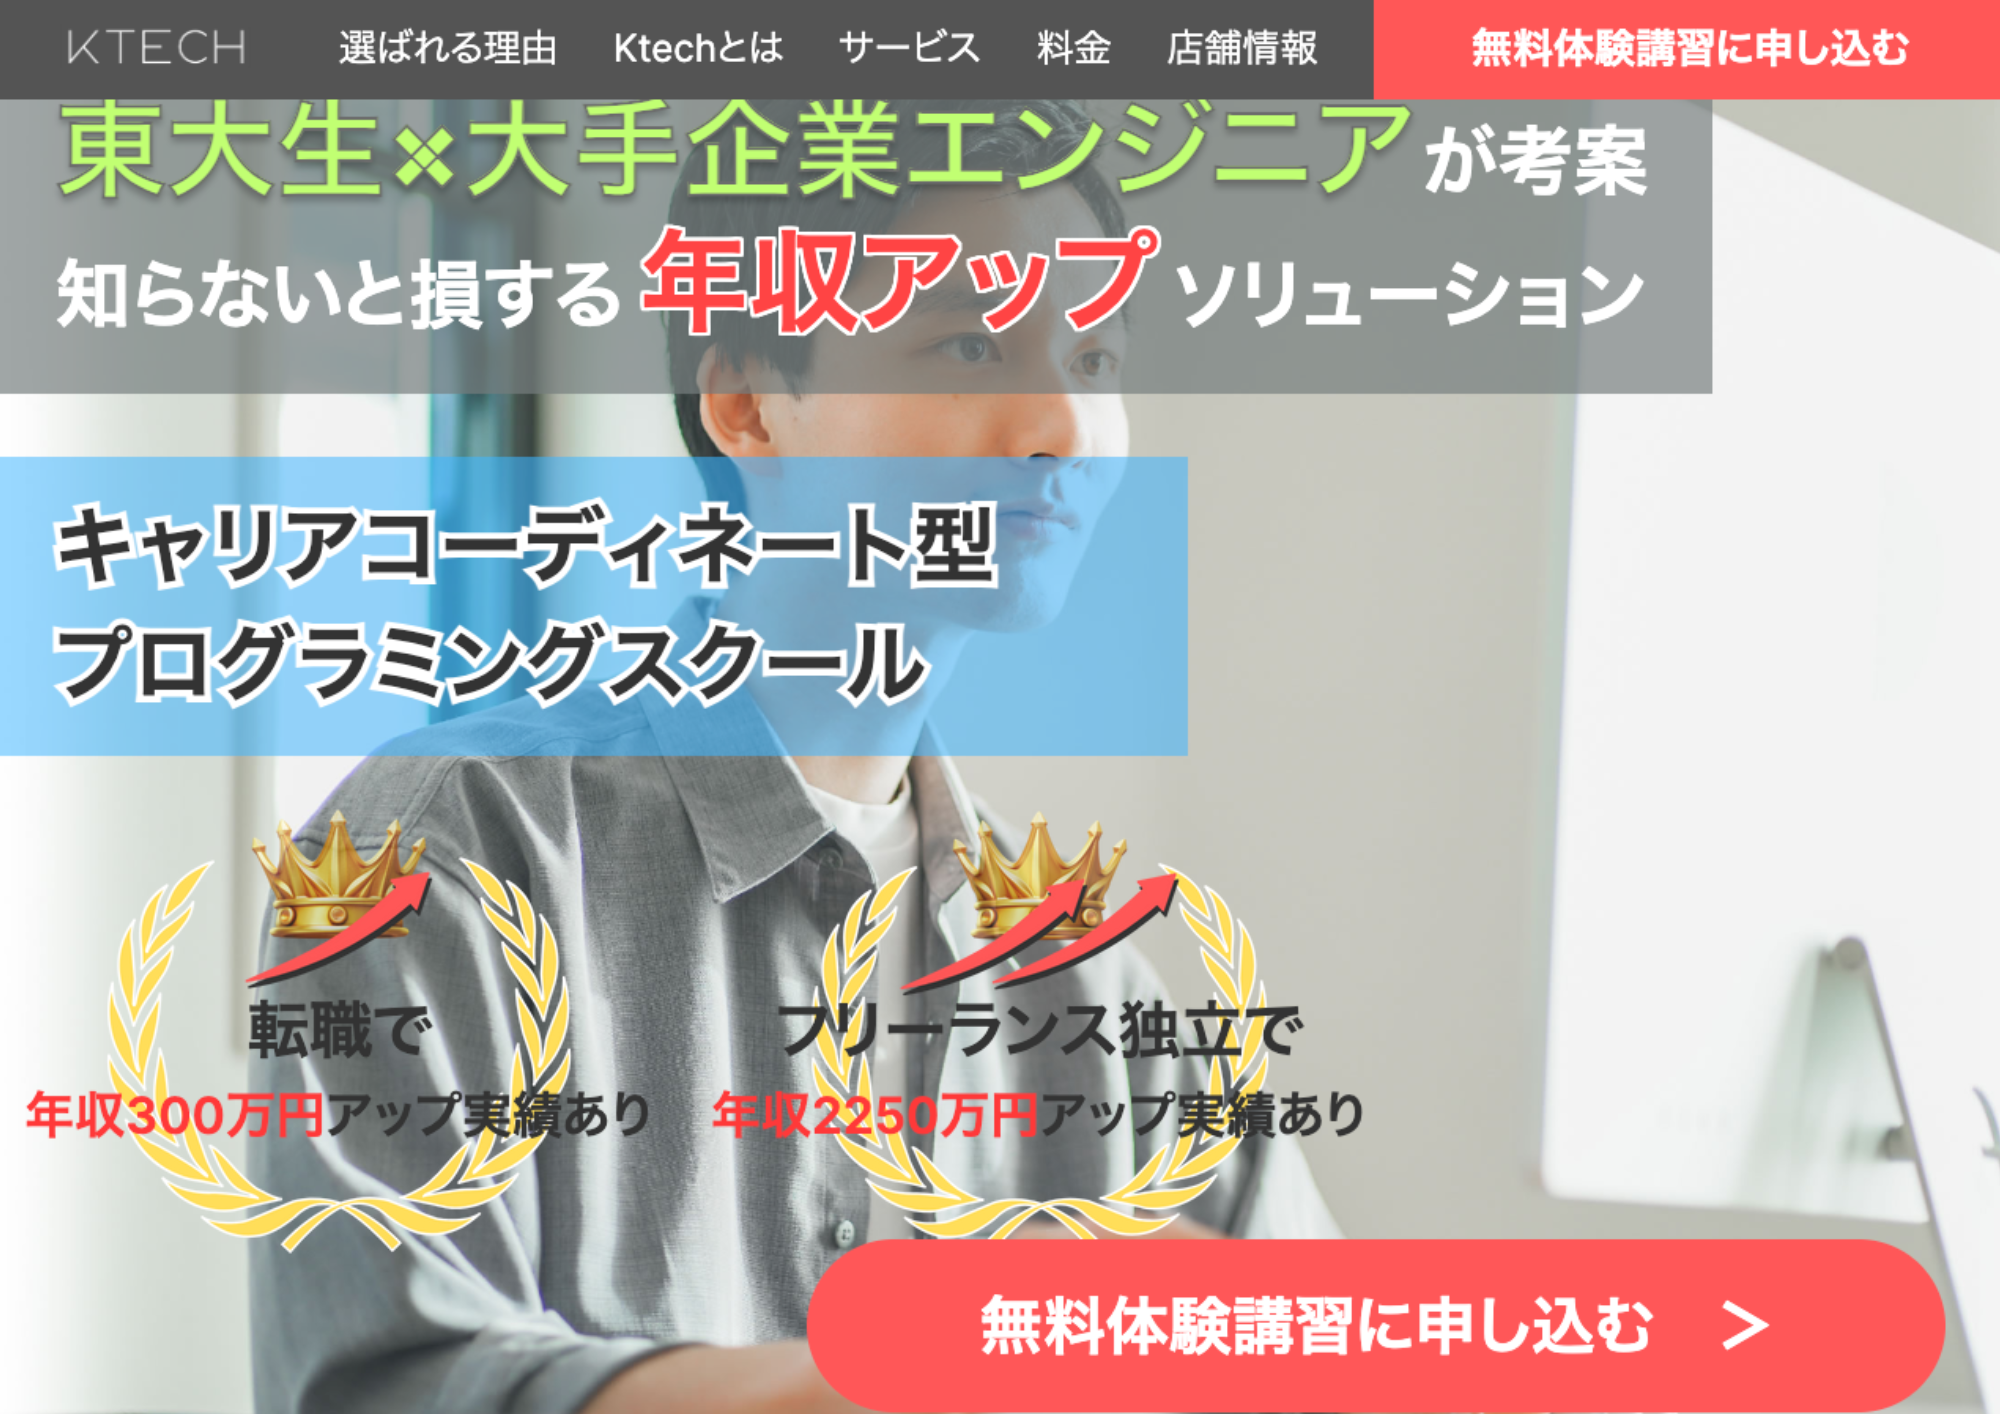 KTECH 選ばれる理由 Ktechとは サービス 料金 店舗情報 無料体験講習に申し込む
東大生×大手企業エンジニアが考案
知らないと損する年収アップソリューション
キャリアコーディネート型
プログラミングスクール
転職で
年収300万円アップ実績あり
フリーランス独立で
年収2250万円アップ実績あり
無料体験講習に申し込む >